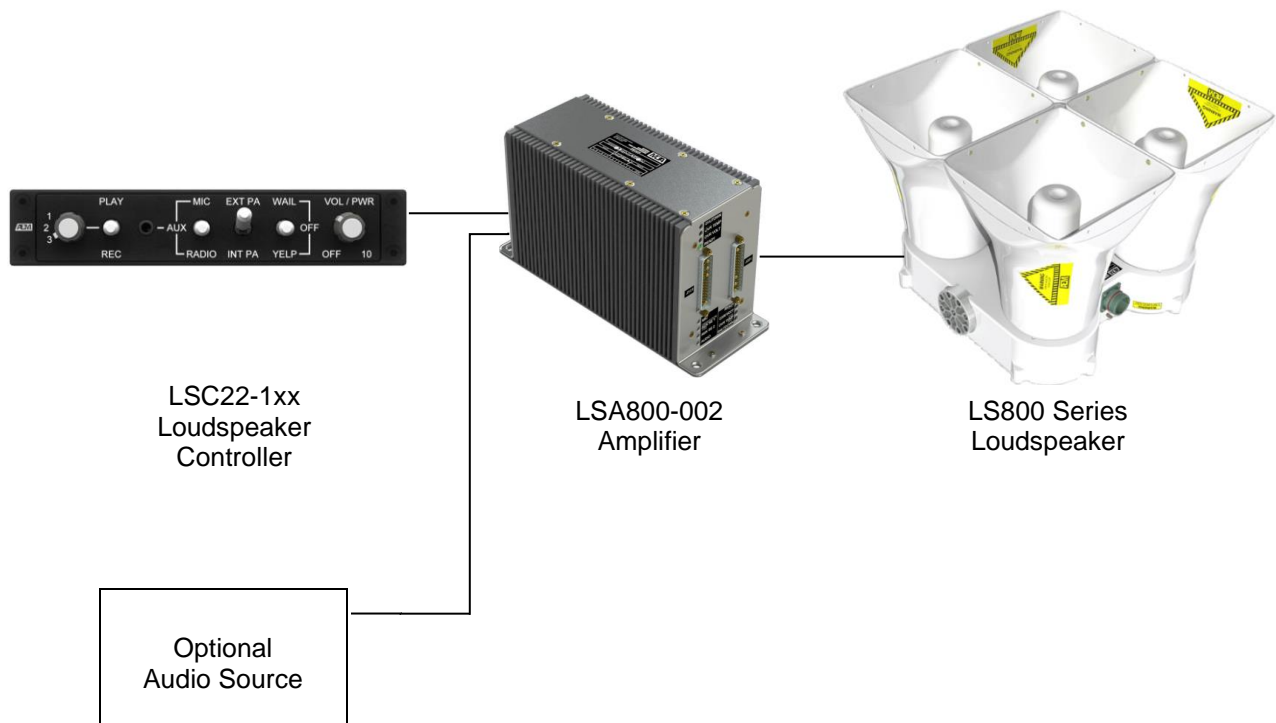 PLAY MIC EXT PA WAIL VOL / PWR
1
2 AUX OFF
3
REC RADIO INT PA YELP OFF 10
LSC22-1xx
Loudspeaker
Controller
LSA800-002
Amplifier
LS800 Series
Loudspeaker
Optional
Audio Source